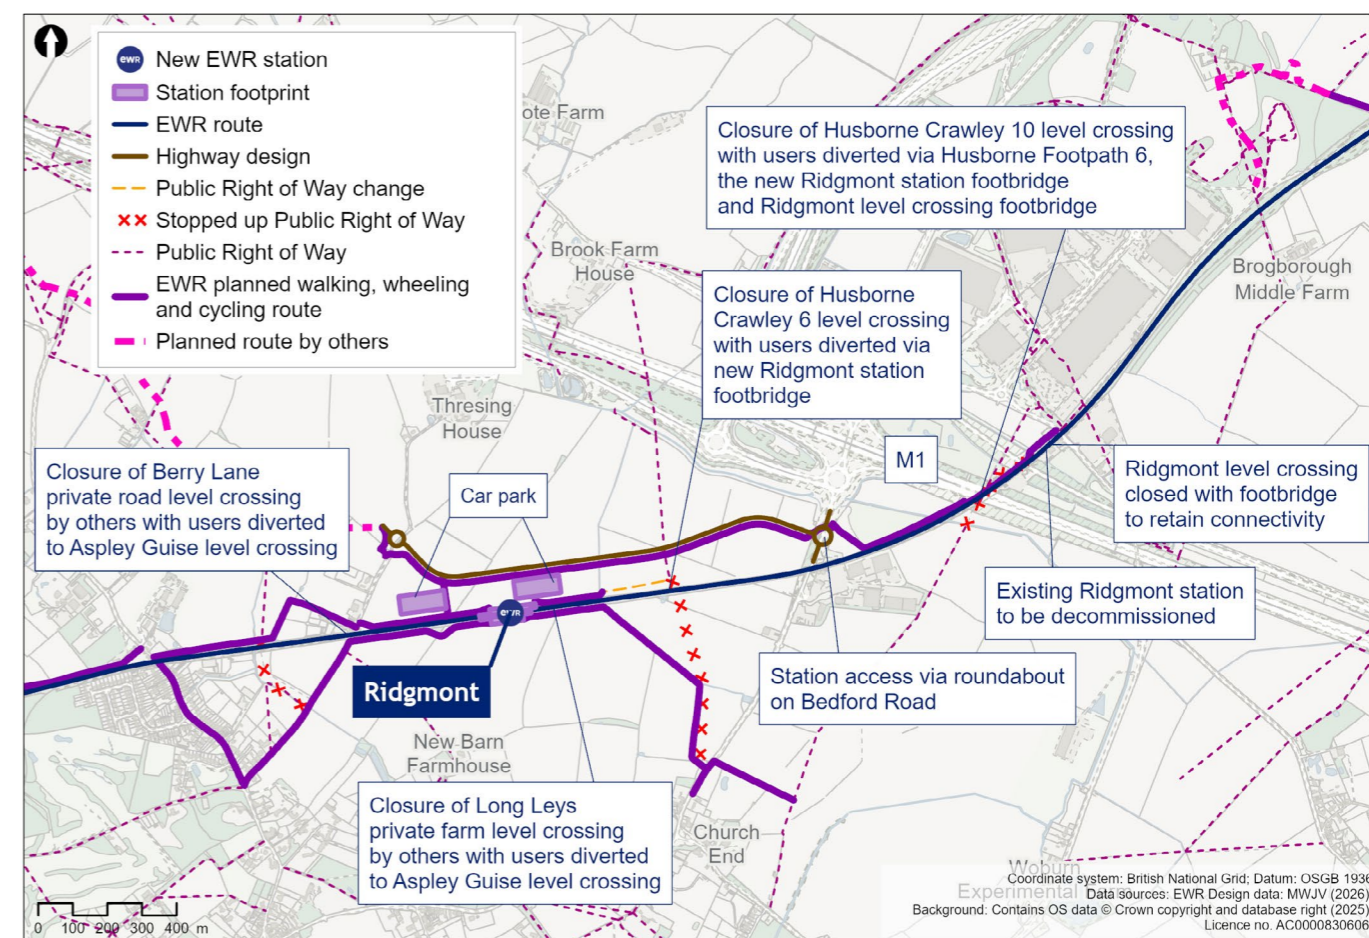 ewr New EWR station
Station footprint
EWR route
Highway design
Public Right of Way change
Stopped up Public Right of Way
Public Right of Way
EWR planned walking, wheeling
and cycling route
Planned route by others
ote Farm
Closure of Husborne Crawley 10 level crossing
with users diverted via Husborne Footpath 6,
the new Ridgmont station footbridge
and Ridgmont level crossing footbridge
Brook Farm
House
Brogborough
Middle Farm
Closure of Husborne
Crawley 6 level crossing
with users diverted via
new Ridgmont station
footbridge
Thresing
House
M1
Closure of Berry Lane
private road level crossing
by others with users diverted
to Aspley Guise level crossing
Car park
Ridgmont level crossing
closed with footbridge
to retain connectivity
Existing Ridgmont station
to be decommissioned
ewr
Ridgmont
Station access via roundabout
on Bedford Road
New Barn
Farmhouse
Closure of Long Leys
private farm level crossing
by others with users diverted
to Aspley Guise level crossing
Church
End
Woburn
Experimental Farm
Coordinate system: British National Grid; Datum: OSGB 1936
Data sources: EWR Design data: MWJV (2026)
Background: Contains OS data © Crown copyright and database right (2025)
Licence no. AC0000830606
0 100 200 300 400 m